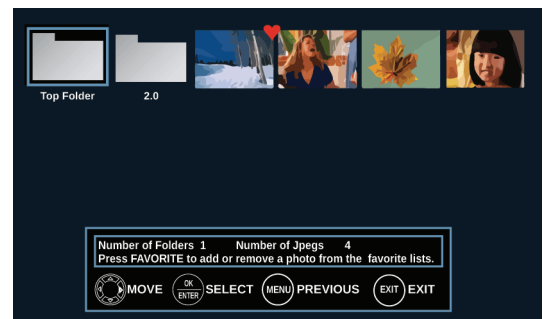 Top Folder 2.0
Number of Folders 1 Number of Jpegs 4
Press FAVORITE to add or remove a photo from the favorite lists.
MOVE OK ENTER SELECT MENU PREVIOUS EXIT EXIT